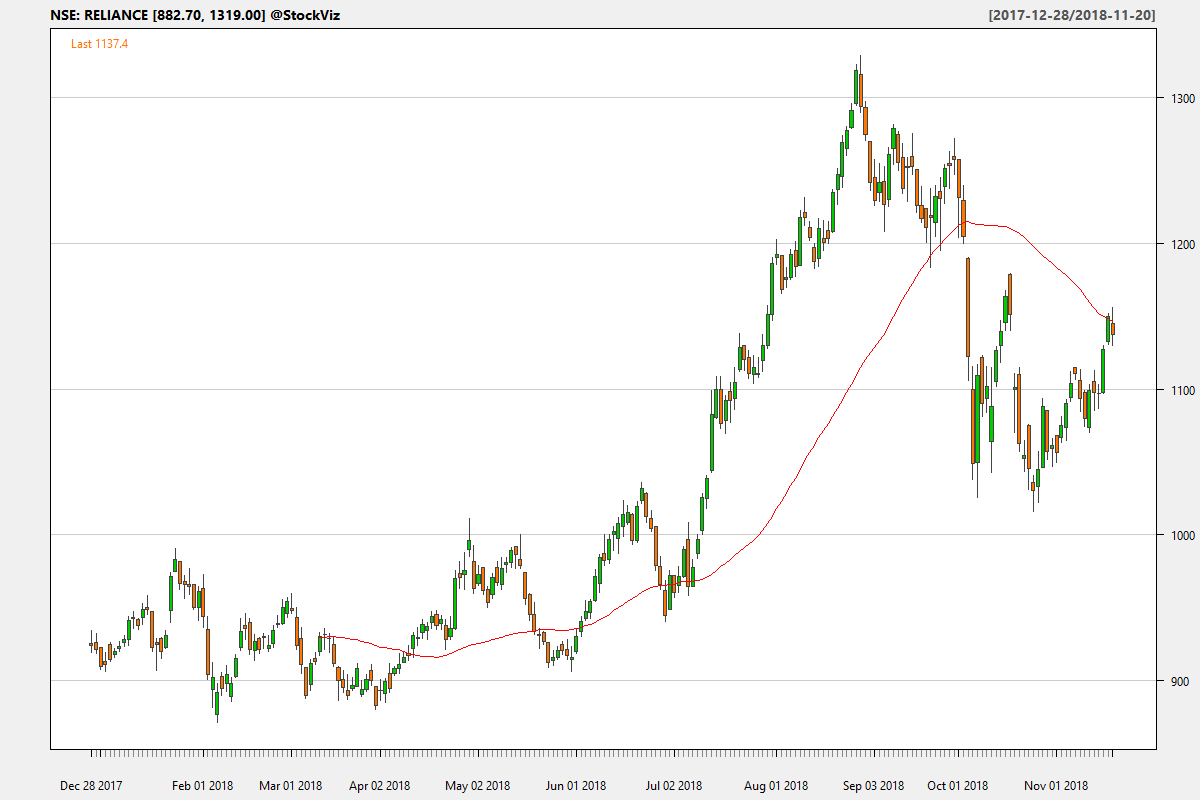 NSE: RELIANCE [882.70, 1319.00] @StockViz
[2017-12-28/2018-11-20]
Last 1137.4
1300
1200
1100
1000
900
Dec 28 2017
Feb 01 2018
Mar 01 2018
Apr 02 2018
May 02 2018
Jun 01 2018
Jul 02 2018
Aug 01 2018
Sep 03 2018
Oct 01 2018
Nov 01 2018